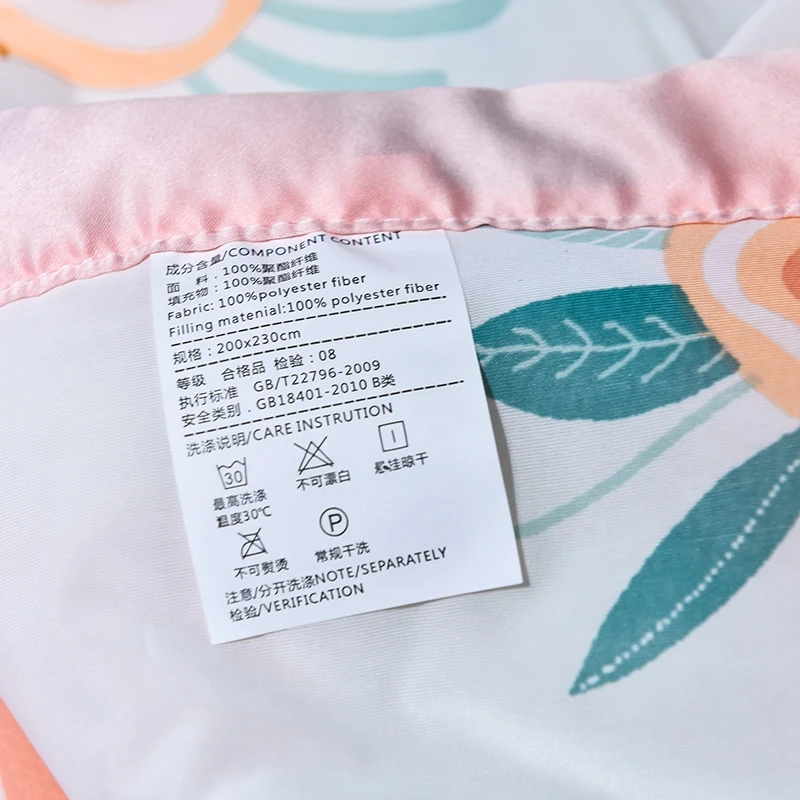 成分含量/COMPONENT CONTENT
面 料：100%聚酯纤维
填充物：100%聚酯纤维
Fabric: 100%polyester fiber
Filling material:100% polyester fiber
规格：200x230cm
等级 合格品 检验：08
执行标准 GB/T22796-2009
安全类别．GB18401-2010 B类
洗涤说明/CARE INSTRUTION
30
最高洗涤
温度30℃
不可漂白
悬挂晾干
P
不可熨烫
常规干洗
注意/分开洗涤NOTE/SEPARATELY
检验/VERIFICATION